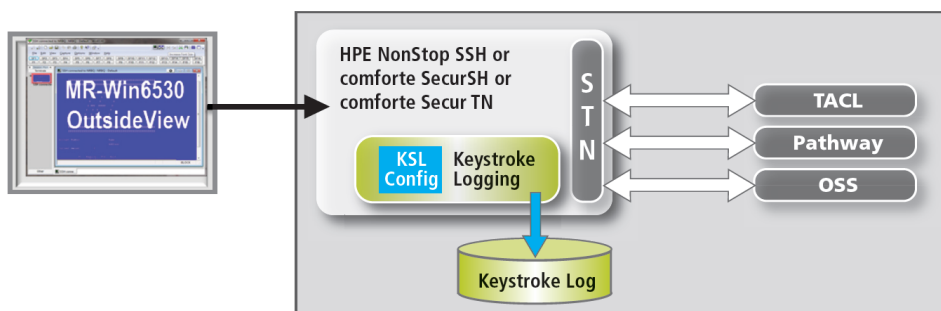 MR-Win6530
OutsideView
HPE NonStop SSH or
comforte SecurSH or
comforte Secur TN
KSL
Config
Keystroke
Logging
S
T
N
TACL
Pathway
OSS
Keystroke Log